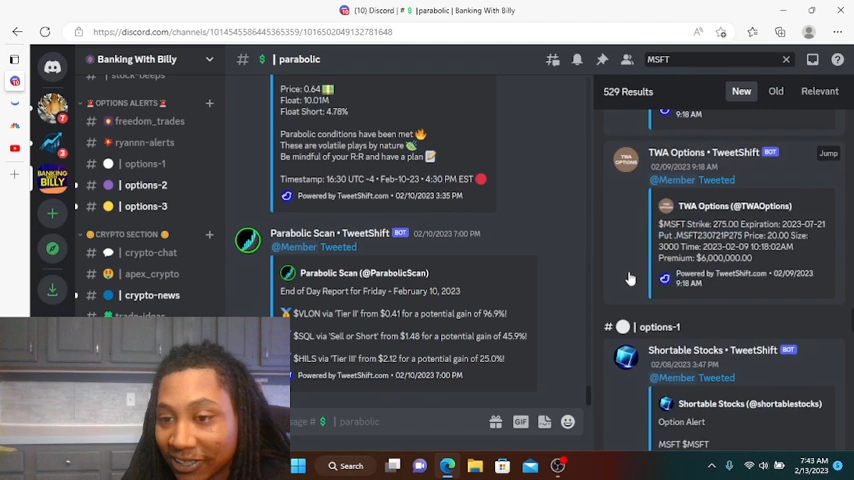 (10) Discord | # 💲 |parabolic | Banking With Billy
https://discord.com/channels/1014545586445365359/1016502049132781648
Banking With Billy
stock-beeps
OPTIONS ALERTS
freedom_trades
ryannn-alerts
| options-1
| options-2
| options-3
CRYPTO SECTION
| crypto-chat
apex_crypto
| crypto-news
trade-ideas
7
3
BANKING
BILLY
# $ | parabolic
Price: 0.64
Float: 10.01M
Float Short: 4.78%
Parabolic conditions have been met
These are volatile plays by nature
Be mindful of your R:R and have a plan
Timestamp: 16:30 UTC -4 • Feb-10-23 • 4:30 PM EST
Powered by TweetShift.com • 02/10/2023 3:35 PM
Parabolic Scan • TweetShift BOT 02/10/2023 7:00 PM
@Member Tweeted
Parabolic Scan (@ParabolicScan)
End of Day Report for Friday - February 10, 2023
$VLON via 'Tier II' from $0.41 for a potential gain of 96.9%!
$SQL via 'Sell or Short' from $1.48 for a potential gain of 45.9%!
$HILS via 'Tier III' from $2.12 for a potential gain of 25.0%!
Powered by TweetShift.com • 02/10/2023 7:00 PM
ssage # $ | parabolic
GIF
MSFT
529 Results
New
Old
Relevant
9:18 AM
TWA OPTIONS
TWA Options • TweetShift BOT
Jump
02/09/2023 9:18 AM
@Member Tweeted
TWA Options (@TWAOptions)
$MSFT Strike: 275.00 Expiration: 2023-07-21
Put .MSFT230721P275 Price: 20.00 Size:
3000 Time: 2023-02-09 10:18:02AM
Premium: $6,000,000.00
Powered by TweetShift.com • 02/09/2023
9:18 AM
# | options-1
Shortable Stocks • TweetShift BOT
02/08/2023 3:47 PM
@Member Tweeted
Shortable Stocks (@shortablestocks)
Option Alert
MSFT $MSFT
Search
7:43 AM
2/13/2023